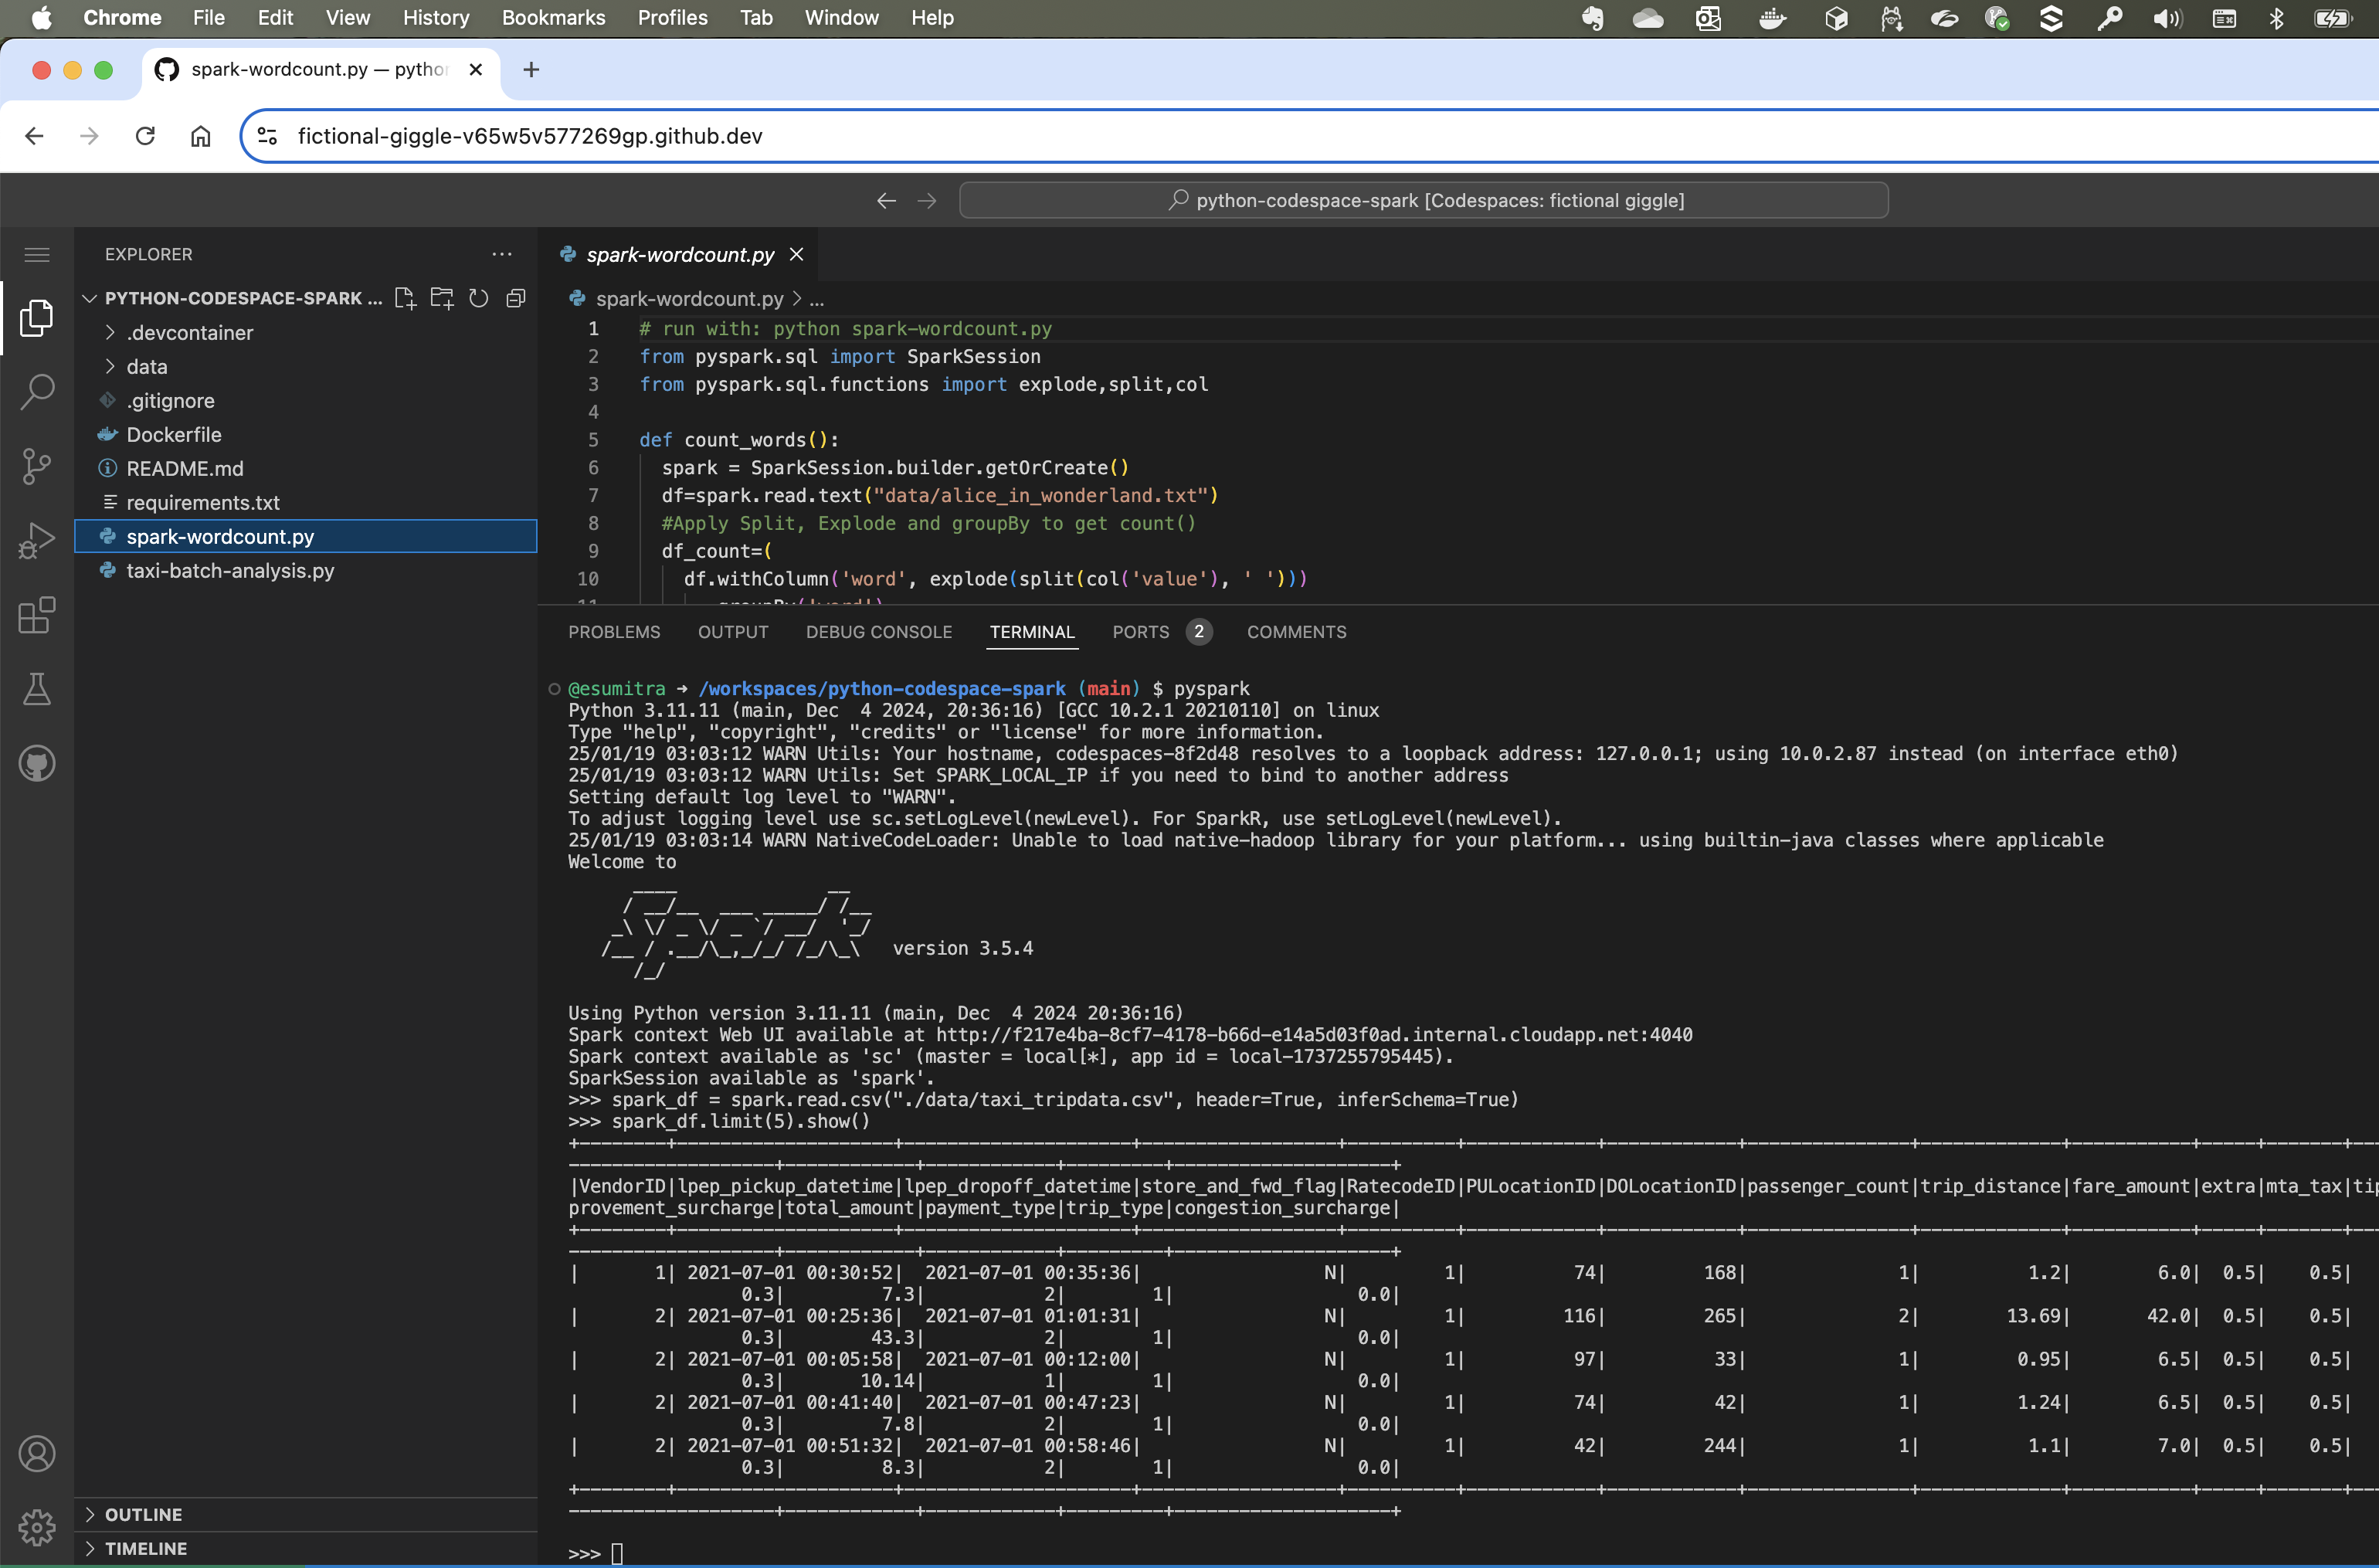 Chrome File Edit View History Bookmarks Profiles Tab Window Help
spark-wordcount.py — python
fictional-giggle-v65w5v577269gp.github.dev
python-codespace-spark [Codespaces: fictional giggle]
EXPLORER
PYTHON-CODESPACE-SPARK ...
.devcontainer
data
.gitignore
Dockerfile
README.md
requirements.txt
spark-wordcount.py
taxi-batch-analysis.py
OUTLINE
TIMELINE
spark-wordcount.py
spark-wordcount.py > ...
1 # run with: python spark-wordcount.py
2 from pyspark.sql import SparkSession
3 from pyspark.sql.functions import explode,split,col
4
5 def count_words():
6 spark = SparkSession.builder.getOrCreate()
7 df=spark.read.text("data/alice_in_wonderland.txt")
8 #Apply Split, Explode and groupBy to get count()
9 df_count=(
10 df.withColumn('word', explode(split(col('value'), ' ')))
PROBLEMS OUTPUT DEBUG CONSOLE TERMINAL PORTS 2 COMMENTS
@esumitra ➜ /workspaces/python-codespace-spark (main) $ pyspark
Python 3.11.11 (main, Dec  4 2024, 20:36:16) [GCC 10.2.1 20210110] on linux
Type "help", "copyright", "credits" or "license" for more information.
25/01/19 03:03:12 WARN Utils: Your hostname, codespaces-8f2d48 resolves to a loopback address: 127.0.0.1; using 10.0.2.87 instead (on interface eth0)
25/01/19 03:03:12 WARN Utils: Set SPARK_LOCAL_IP if you need to bind to another address
Setting default log level to "WARN".
To adjust logging level use sc.setLogLevel(newLevel). For SparkR, use setLogLevel(newLevel).
25/01/19 03:03:14 WARN NativeCodeLoader: Unable to load native-hadoop library for your platform... using builtin-java classes where applicable
Welcome to
Spark version 3.5.4
Using Python version 3.11.11 (main, Dec  4 2024 20:36:16)
Spark context Web UI available at http://f217e4ba-8cf7-4178-b66d-e14a5d03f0ad.internal.cloudapp.net:4040
Spark context available as 'sc' (master = local[*], app id = local-1737255795445).
SparkSession available as 'spark'.
>>> spark_df = spark.read.csv("./data/taxi_tripdata.csv", header=True, inferSchema=True)
>>> spark_df.limit(5).show()
|VendorID|lpep_pickup_datetime|lpep_dropoff_datetime|store_and_fwd_flag|RatecodeID|PULocationID|DOLocationID|passenger_count|trip_distance|fare_amount|extra|mta_tax|tip
provement_surcharge|total_amount|payment_type|trip_type|congestion_surcharge|
| 1| 2021-07-01 00:30:52| 2021-07-01 00:35:36| N| 1| 74| 168| 1| 1.2| 6.0| 0.5| 0.5|
0.3| 7.3| 2| 1| 0.0|
| 2| 2021-07-01 00:25:36| 2021-07-01 01:01:31| N| 1| 116| 265| 2| 13.69| 42.0| 0.5| 0.5|
0.3| 43.3| 2| 1| 0.0|
| 2| 2021-07-01 00:05:58| 2021-07-01 00:12:00| N| 1| 97| 33| 1| 0.95| 6.5| 0.5| 0.5|
0.3| 10.14| 1| 1| 0.0|
| 2| 2021-07-01 00:41:40| 2021-07-01 00:47:23| N| 1| 74| 42| 1| 1.24| 6.5| 0.5| 0.5|
0.3| 7.8| 2| 1| 0.0|
| 2| 2021-07-01 00:51:32| 2021-07-01 00:58:46| N| 1| 42| 244| 1| 1.1| 7.0| 0.5| 0.5|
0.3| 8.3| 2| 1| 0.0|
>>>